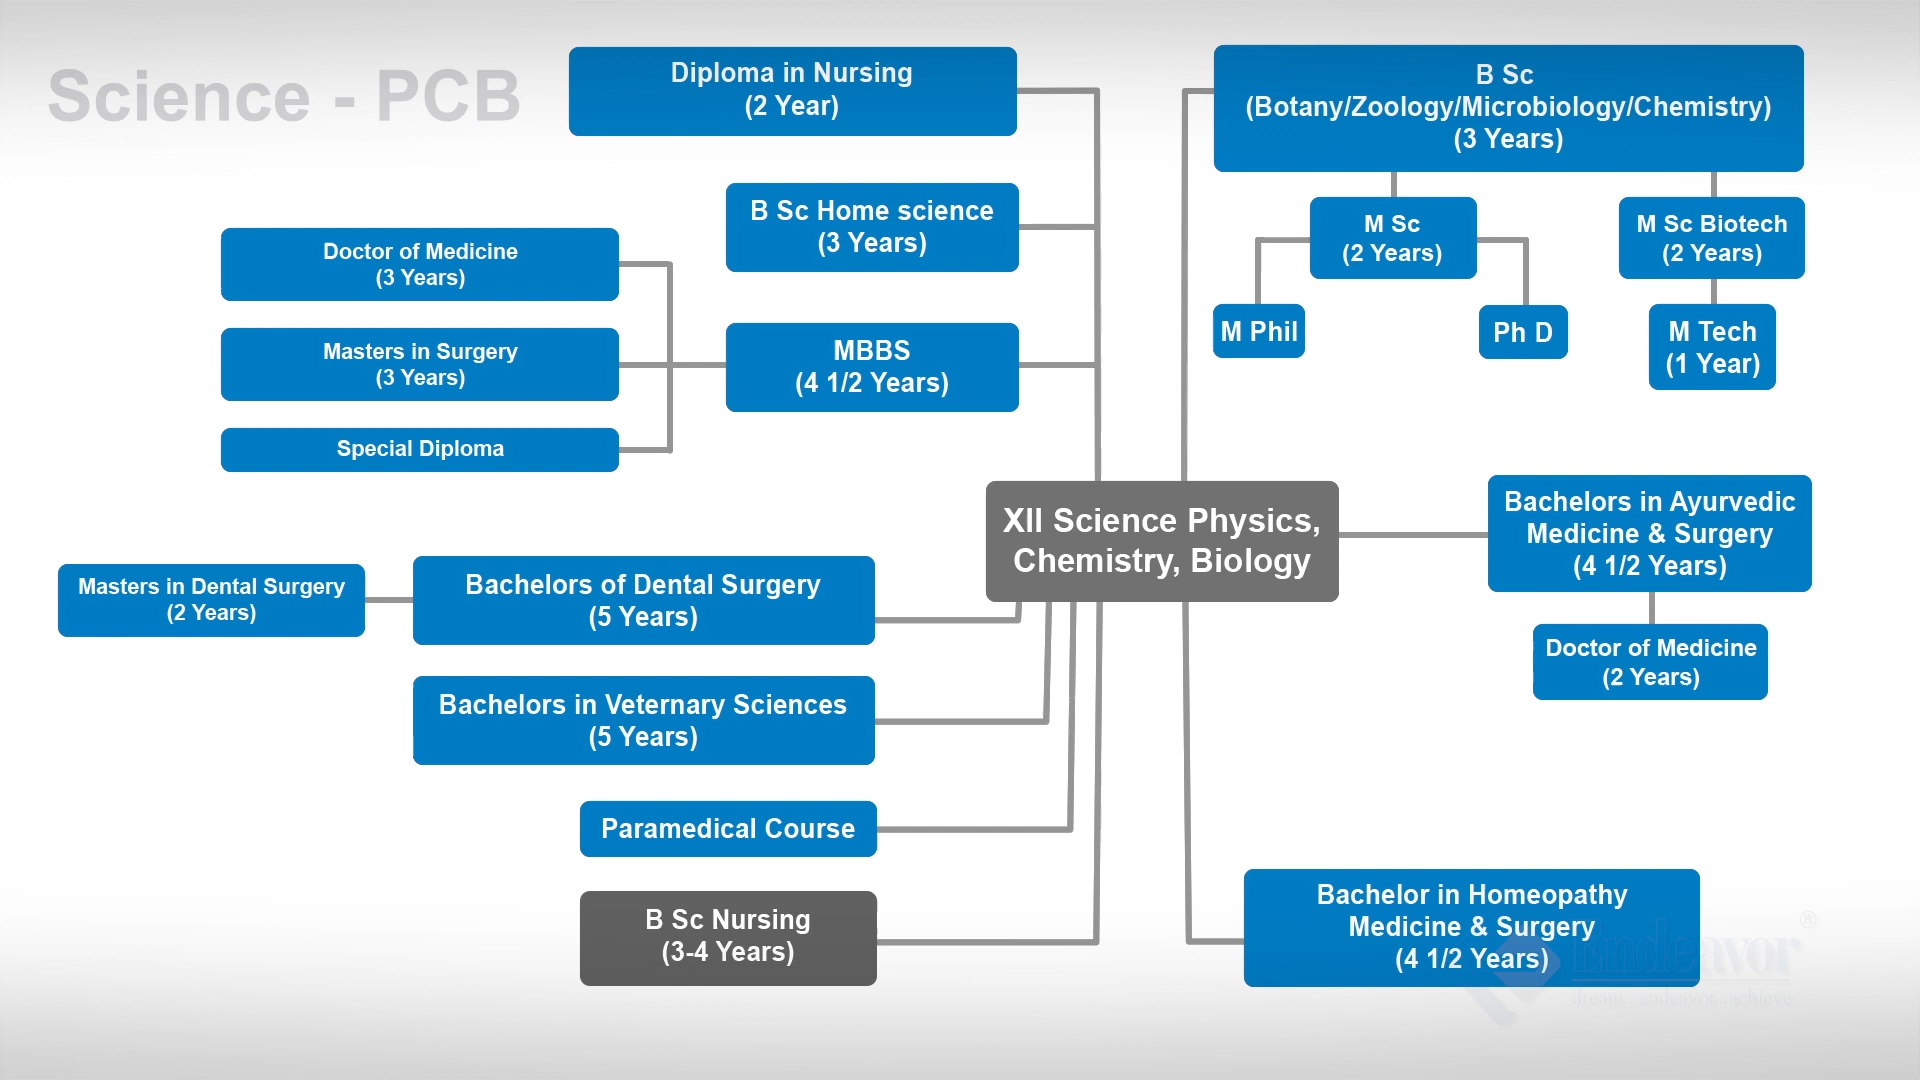 Science - PCB
Diploma in Nursing
(2 Year)
B Sc
(Botany/Zoology/Microbiology/Chemistry)
(3 Years)
B Sc Home science
(3 Years)
M Sc
(2 Years)
M Sc Biotech
(2 Years)
Doctor of Medicine
(3 Years)
M Phil
Ph D
M Tech
(1 Year)
Masters in Surgery
(3 Years)
MBBS
(4 1/2 Years)
Special Diploma
XII Science Physics,
Chemistry, Biology
Bachelors in Ayurvedic
Medicine & Surgery
(4 1/2 Years)
Masters in Dental Surgery
(2 Years)
Bachelors of Dental Surgery
(5 Years)
Doctor of Medicine
(2 Years)
Bachelors in Veternary Sciences
(5 Years)
Paramedical Course
B Sc Nursing
(3-4 Years)
Bachelor in Homeopathy
Medicine & Surgery
(4 1/2 Years)
Endeavor®
dream...endeavor...achieve